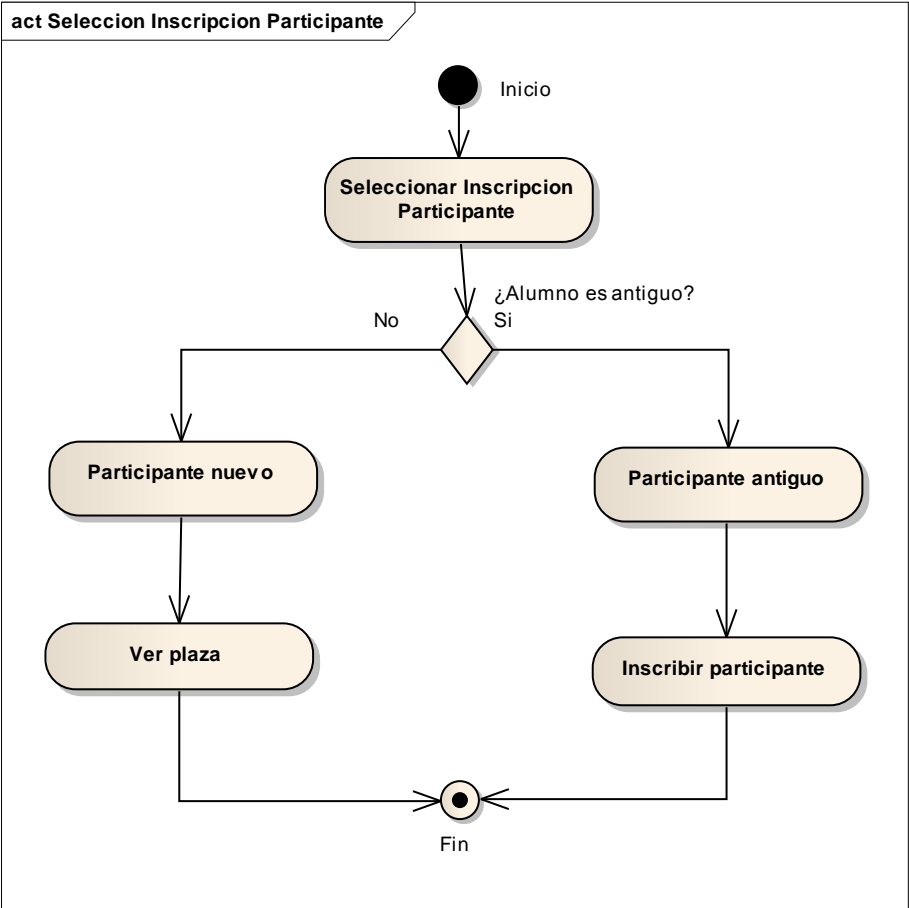 act Seleccion Inscripcion Participante
Inicio
Seleccionar Inscripcion
Participante
¿Alumno es antiguo?
No
Si
Participante nuevo
Participante antiguo
Ver plaza
Inscribir participante
Fin